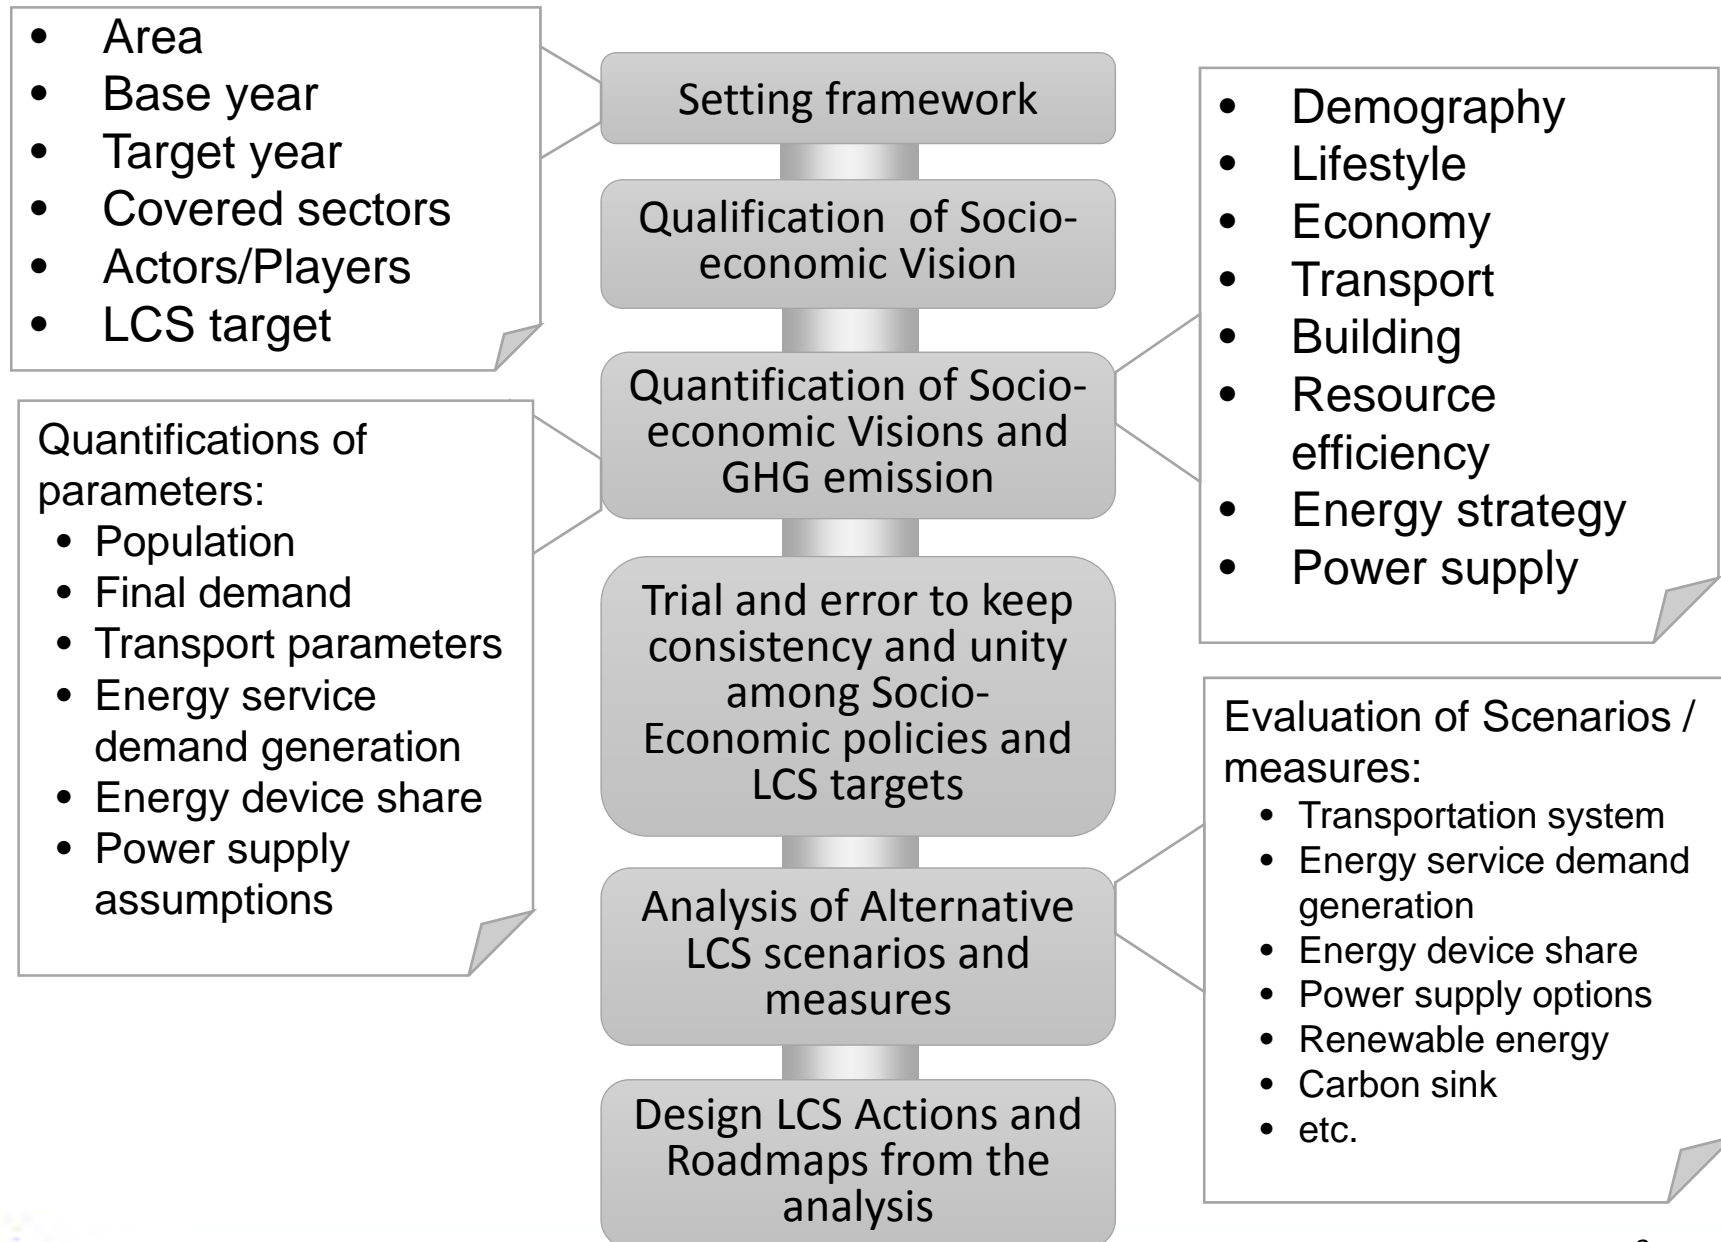 • Area
• Base year
• Target year
• Covered sectors
• Actors/Players
• LCS target
Quantifications of
parameters:
• Population
• Final demand
• Transport parameters
• Energy service
demand generation
• Energy device share
• Power supply
assumptions
Setting framework
Qualification  of Socio-
economic Vision
Quantification of Socio-
economic Visions and
GHG emission
Trial and error to keep
consistency and unity
among Socio-
Economic policies and
LCS targets
Analysis of Alternative
LCS scenarios and
measures
Design LCS Actions and
Roadmaps from the
analysis
• Demography
• Lifestyle
• Economy
• Transport
• Building
• Resource
efficiency
• Energy strategy
• Power supply
Evaluation of Scenarios /
measures:
• Transportation system
• Energy service demand
generation
• Energy device share
• Power supply options
• Renewable energy
• Carbon sink
• etc.